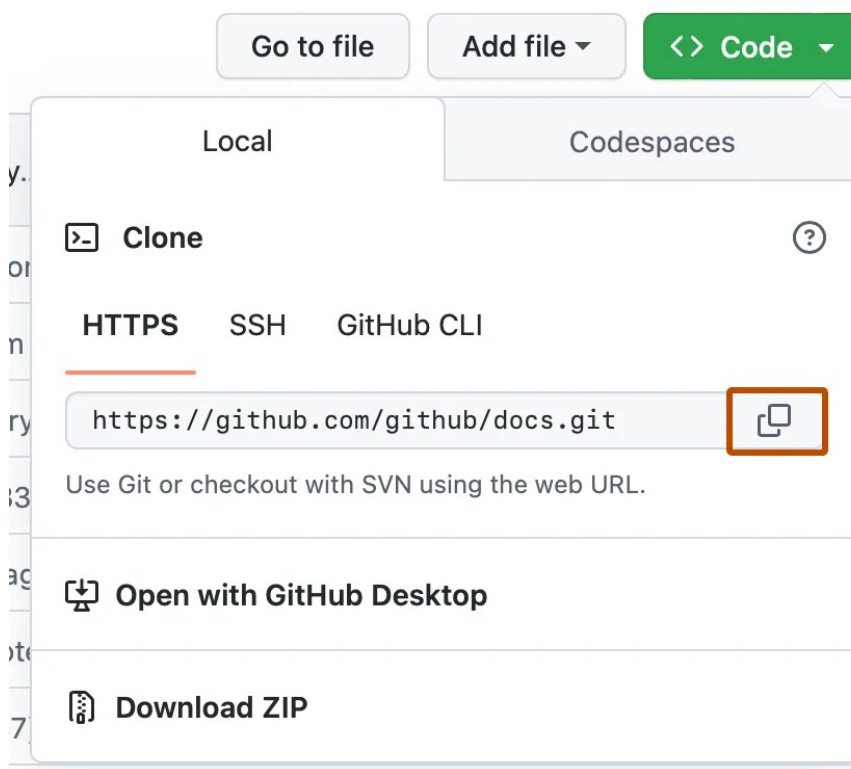 Go to file
Add file
Code
Local
Codespaces
Clone
HTTPS
SSH
GitHub CLI
https://github.com/github/docs.git
Use Git or checkout with SVN using the web URL.
Open with GitHub Desktop
Download ZIP